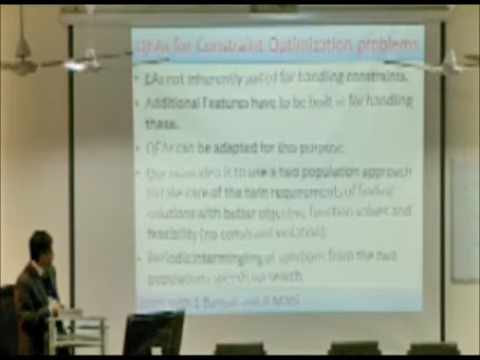 QEAs for Constraint Optimization problems
• EAs not inherently suited for handling constraints.
• Additional Features have to be built in for handling
these.
• QEAs can be adapted for this purpose.
• Our main idea is to use a two population approach
to take care of the twin requirements of finding
solutions with better objective function values and
feasibility (no constraint violation)
• Periodic intermingling of solutions from the two
populations speeds up search